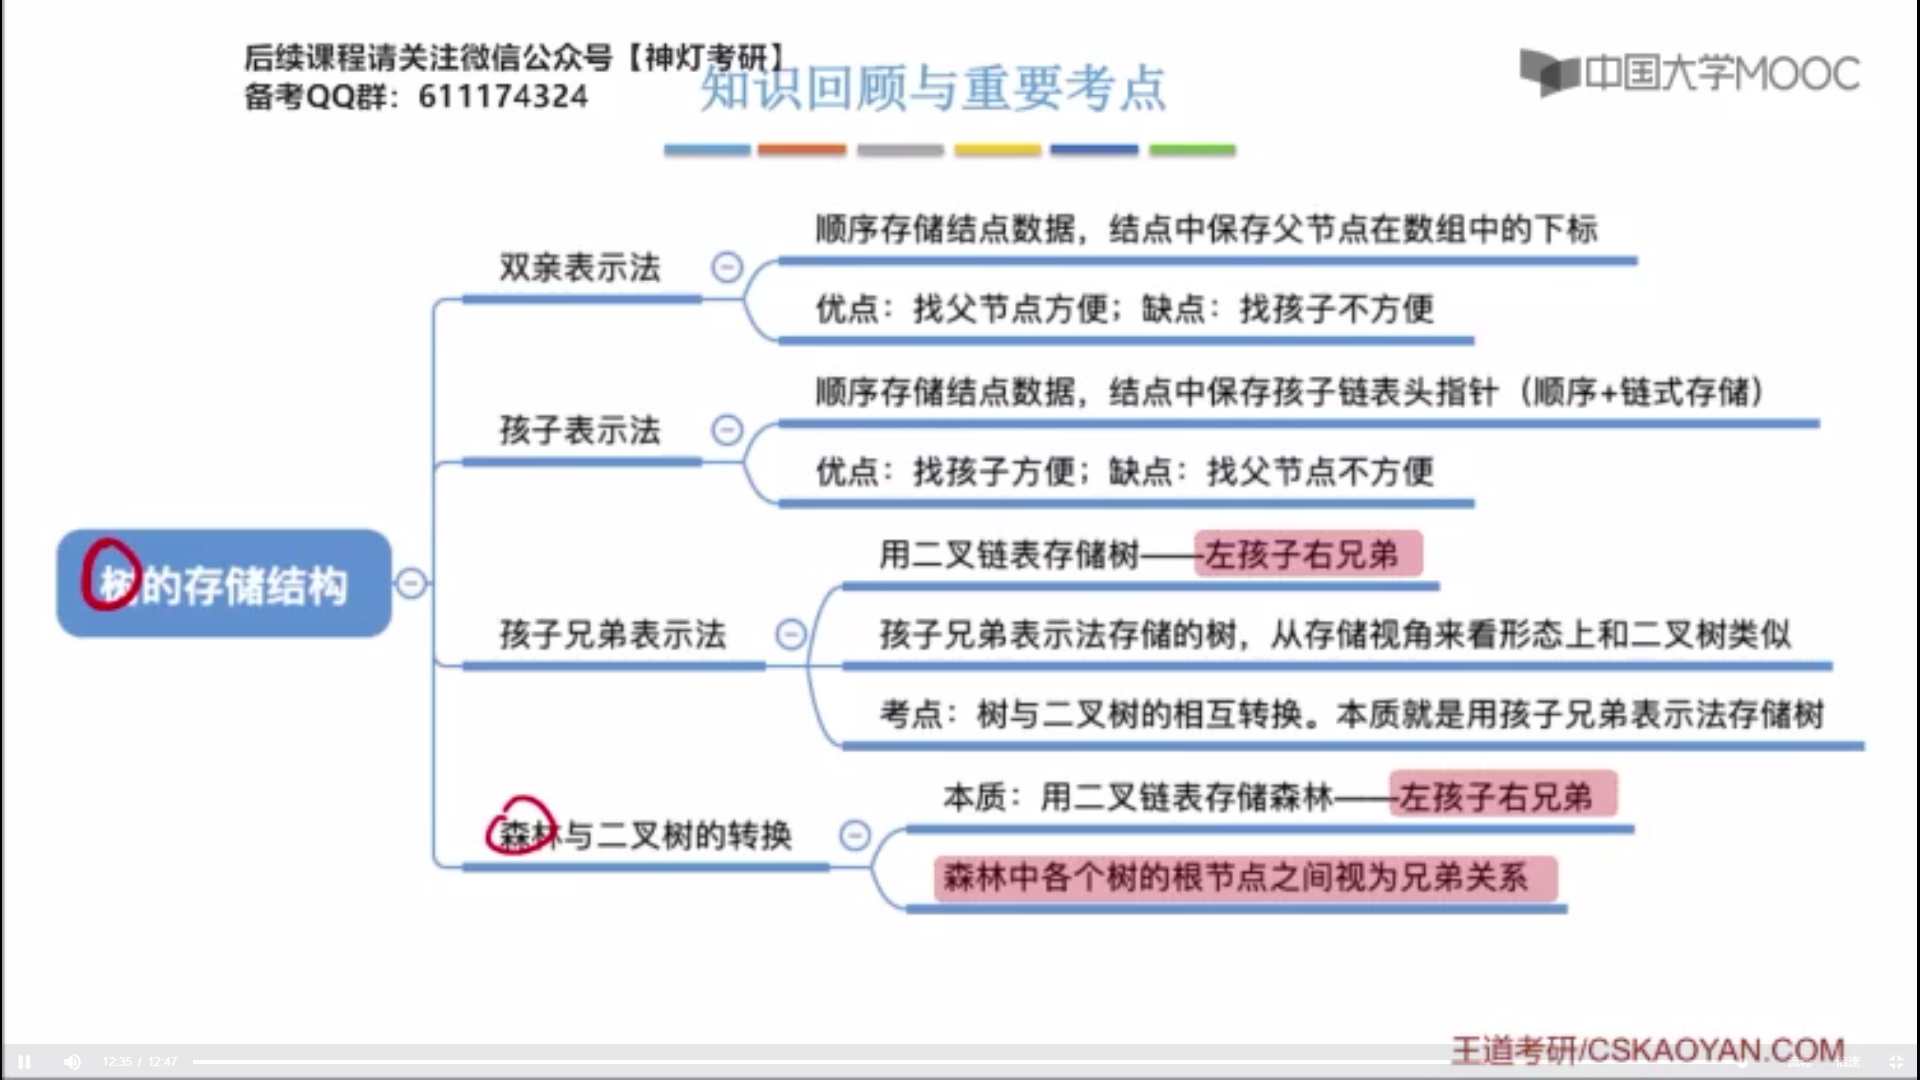 后续课程请关注微信公众号【神灯考研】
备考QQ群：611174324
知识回顾与重要考点
中国大学MOOC
顺序存储结点数据，结点中保存父节点在数组中的下标
双亲表示法
优点：找父节点方便；缺点：找孩子不方便
顺序存储结点数据，结点中保存孩子链表头指针（顺序+链式存储）
孩子表示法
优点：找孩子方便；缺点：找父节点不方便
用二叉链表存储树——左孩子右兄弟
树的存储结构
孩子兄弟表示法
孩子兄弟表示法存储的树，从存储视角来看形态上和二叉树类似
考点：树与二叉树的相互转换。本质就是用孩子兄弟表示法存储树
本质：用二叉链表存储森林——左孩子右兄弟
森林与二叉树的转换
森林中各个树的根节点之间视为兄弟关系
王道考研/CSKAOYAN.COM
12:35 / 12:47